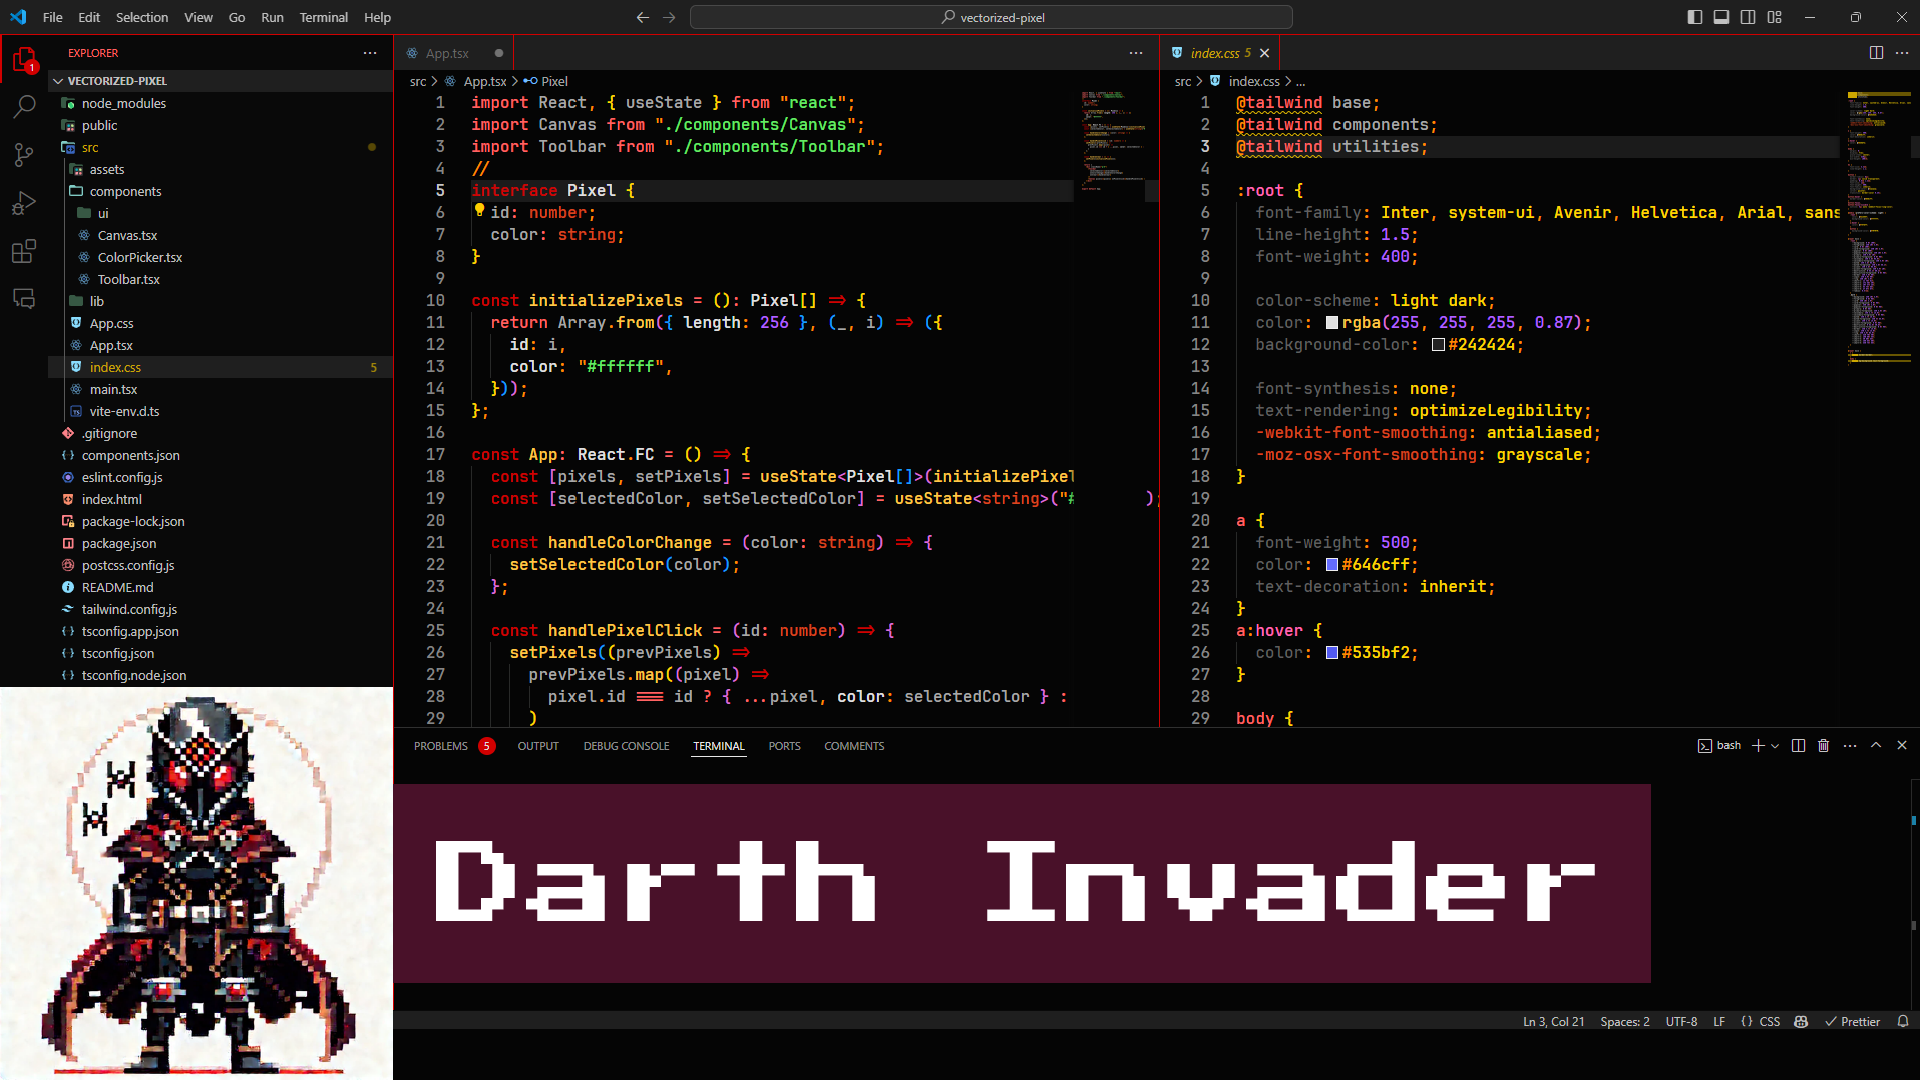 File Edit Selection View Go Run Terminal Help
vectorized-pixel
1
EXPLORER
VECTORIZED-PIXEL
node_modules
public
src
assets
components
ui
Canvas.tsx
ColorPicker.tsx
Toolbar.tsx
lib
App.css
App.tsx
index.css 5
main.tsx
TS vite-env.d.ts
.gitignore
components.json
eslint.config.js
index.html
package-lock.json
package.json
postcss.config.js
README.md
tailwind.config.js
tsconfig.app.json
tsconfig.json
tsconfig.node.json
App.tsx
src > App.tsx > Pixel
1 import React, { useState } from "react";
2 import Canvas from "./components/Canvas";
3 import Toolbar from "./components/Toolbar";
4 //
5 interface Pixel {
6 id: number;
7 color: string;
8 }
9
10 const initializePixels = (): Pixel[] => {
11 return Array.from({ length: 256 }, (_, i) => ({
12 id: i,
13 color: "#ffffff",
14 }));
15 };
16
17 const App: React.FC = () => {
18 const [pixels, setPixels] = useState<Pixel[]>(initializePixel
19 const [selectedColor, setSelectedColor] = useState<string>("# );
20
21 const handleColorChange = (color: string) => {
22 setSelectedColor(color);
23 };
24
25 const handlePixelClick = (id: number) => {
26 setPixels((prevPixels) =>
27 prevPixels.map((pixel) =>
28 pixel.id === id ? { ...pixel, color: selectedColor } :
29 )
index.css 5
src > index.css > ...
1 @tailwind base;
2 @tailwind components;
3 @tailwind utilities;
4
5 :root {
6 font-family: Inter, system-ui, Avenir, Helvetica, Arial, sans
7 line-height: 1.5;
8 font-weight: 400;
9
10 color-scheme: light dark;
11 color: rgba(255, 255, 255, 0.87);
12 background-color: #242424;
13
14 font-synthesis: none;
15 text-rendering: optimizeLegibility;
16 -webkit-font-smoothing: antialiased;
17 -moz-osx-font-smoothing: grayscale;
18 }
19
20 a {
21 font-weight: 500;
22 color: #646cff;
23 text-decoration: inherit;
24 }
25 a:hover {
26 color: #535bf2;
27 }
28
29 body {
PROBLEMS 5 OUTPUT DEBUG CONSOLE TERMINAL PORTS COMMENTS
bash
Darth Invader
Ln 3, Col 21 Spaces: 2 UTF-8 LF {} CSS Prettier